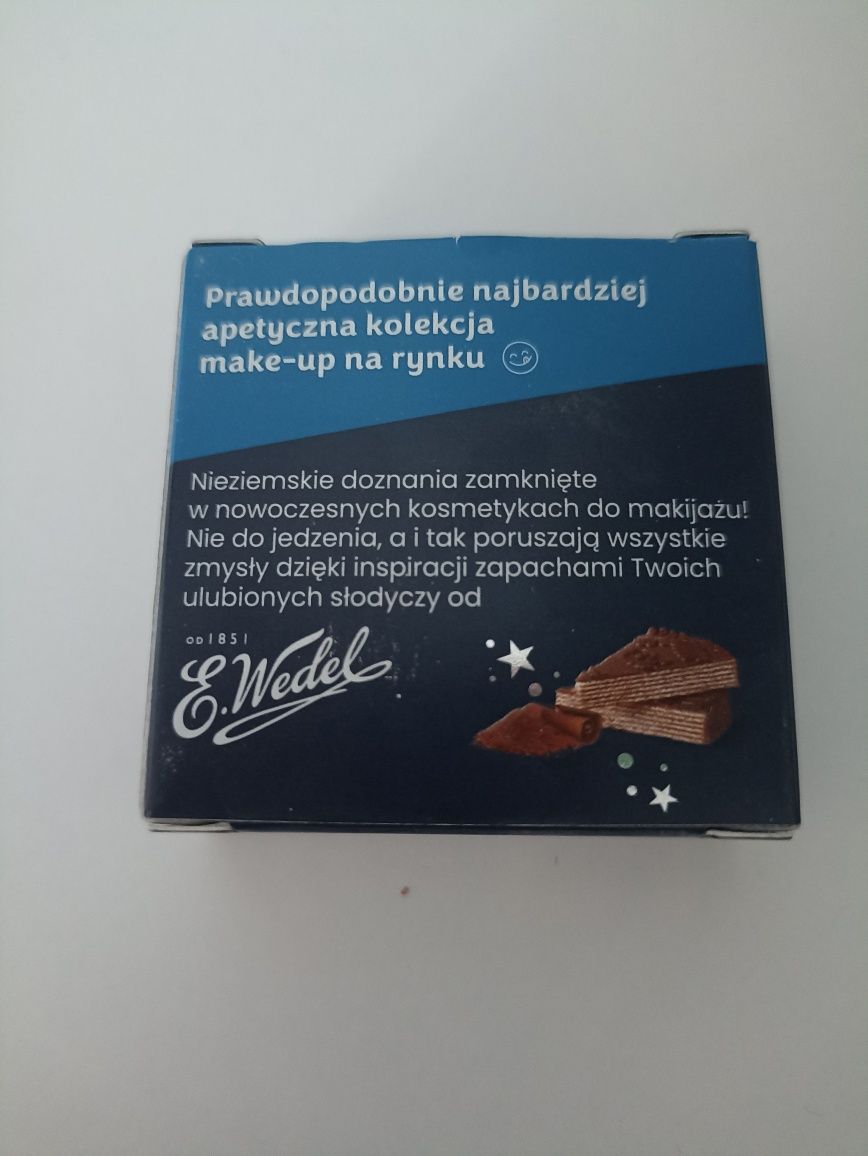 Prawdopodobnie najbardziej
apetyczna kolekcja
make-up na rynku
Nieziemskie doznania zamknięte
w nowoczesnych kosmetykach do makijażu!
Nie do jedzenia, a i tak poruszają wszystkie
zmysły dzięki inspiracji zapachami Twoich
ulubionych słodyczy od
OD 1851
E. Wedel